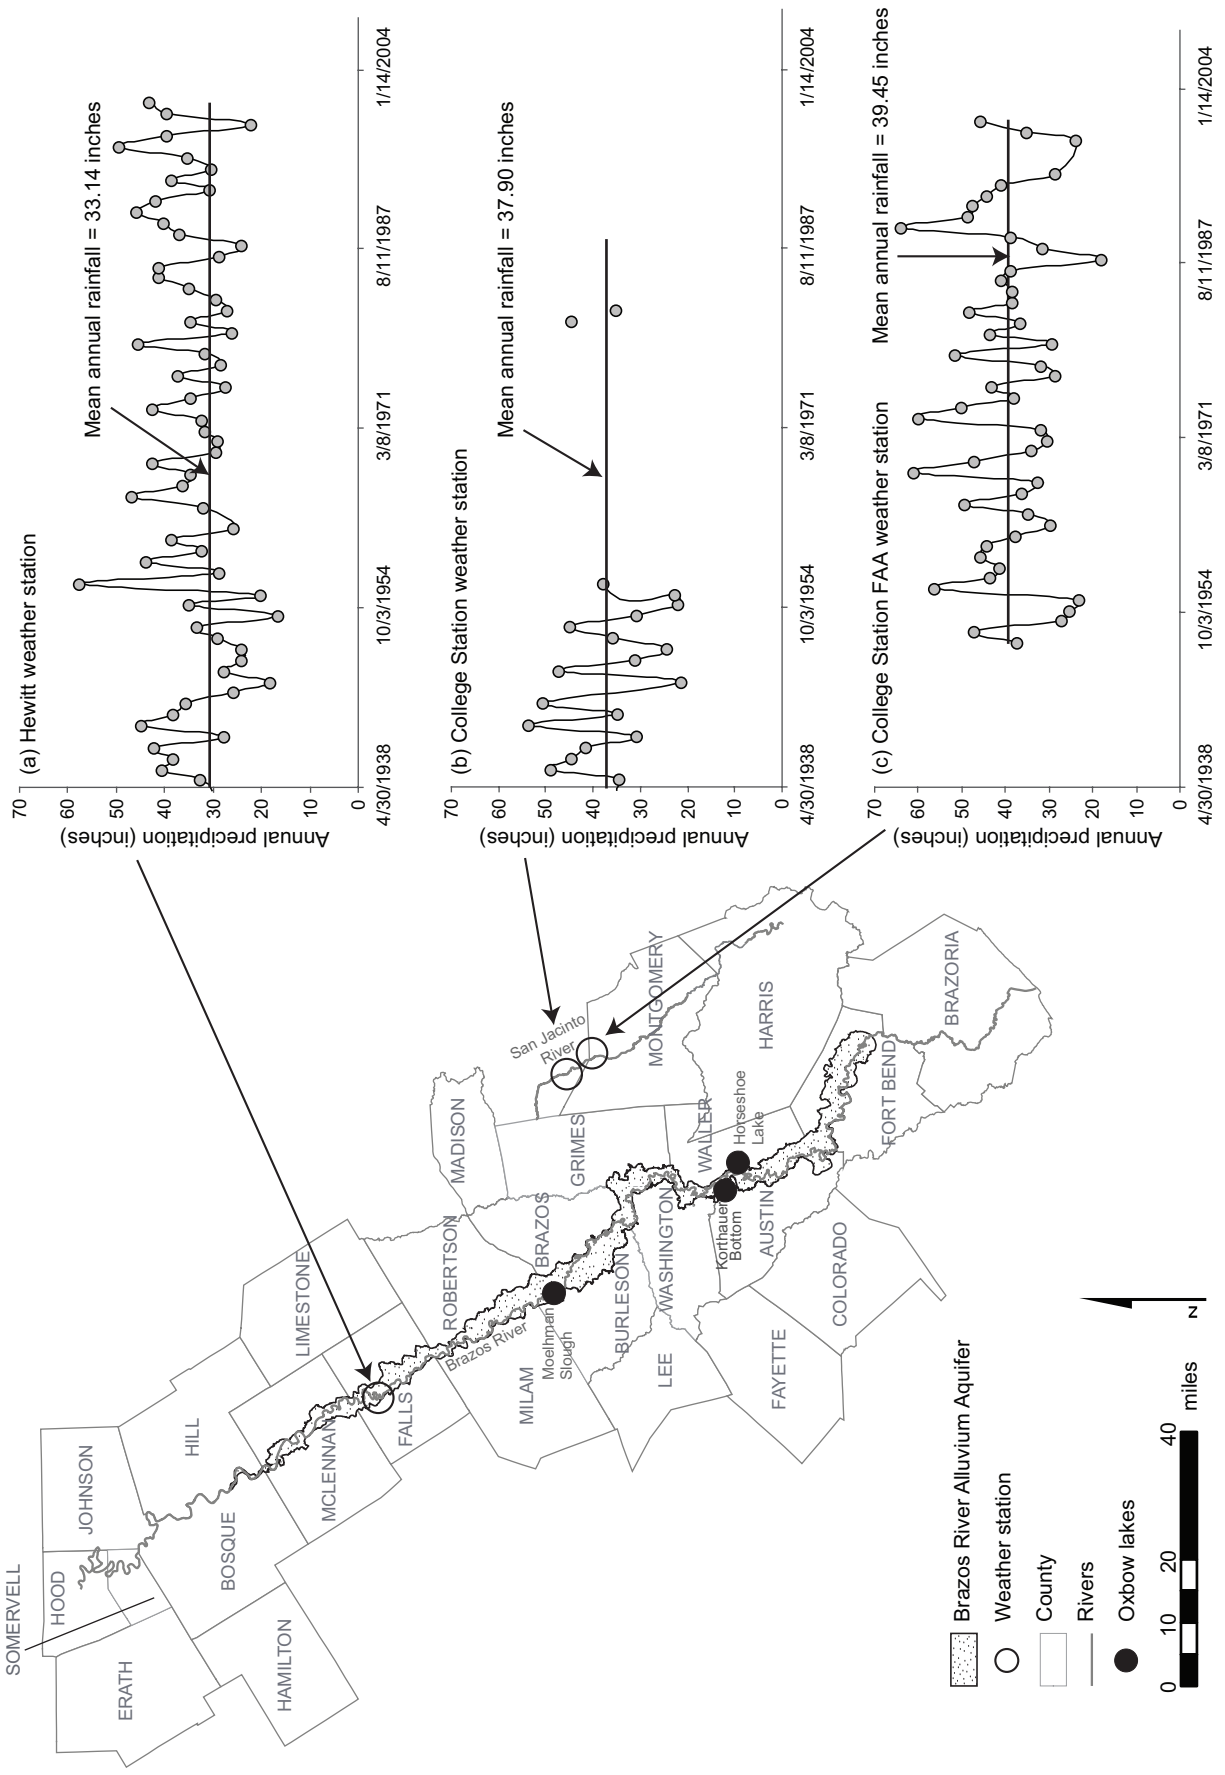 SOMERVELL
HOOD
JOHNSON
ERATH
HILL
BOSQUE
HAMILTON
MCLENNAN
LIMESTONE
FALLS
ROBERTSON
MADISON
Brazos River
MILAM
Moelhman
Slough
BRAZOS
GRIMES
San Jacinto
River
BURLESON
LEE
WASHINGTON
MONTGOMERY
WALLER
Horseshoe
Lake
Korthauer
Bottom
AUSTIN
HARRIS
FAYETTE
COLORADO
FORT BEND
BRAZORIA
N
Brazos River Alluvium Aquifer
Weather station
County
Rivers
Oxbow lakes
0
10
20
40
miles
(a) Hewitt weather station
Mean annual rainfall = 33.14 inches
Annual precipitation (inches)
70
60
50
40
30
20
10
0
4/30/1938
10/3/1954
3/8/1971
8/11/1987
1/14/2004
(b) College Station weather station
Mean annual rainfall = 37.90 inches
Annual precipitation (inches)
70
60
50
40
30
20
10
0
4/30/1938
10/3/1954
3/8/1971
8/11/1987
1/14/2004
(c) College Station FAA weather station
Mean annual rainfall = 39.45 inches
Annual precipitation (inches)
70
60
50
40
30
20
10
0
4/30/1938
10/3/1954
3/8/1971
8/11/1987
1/14/2004